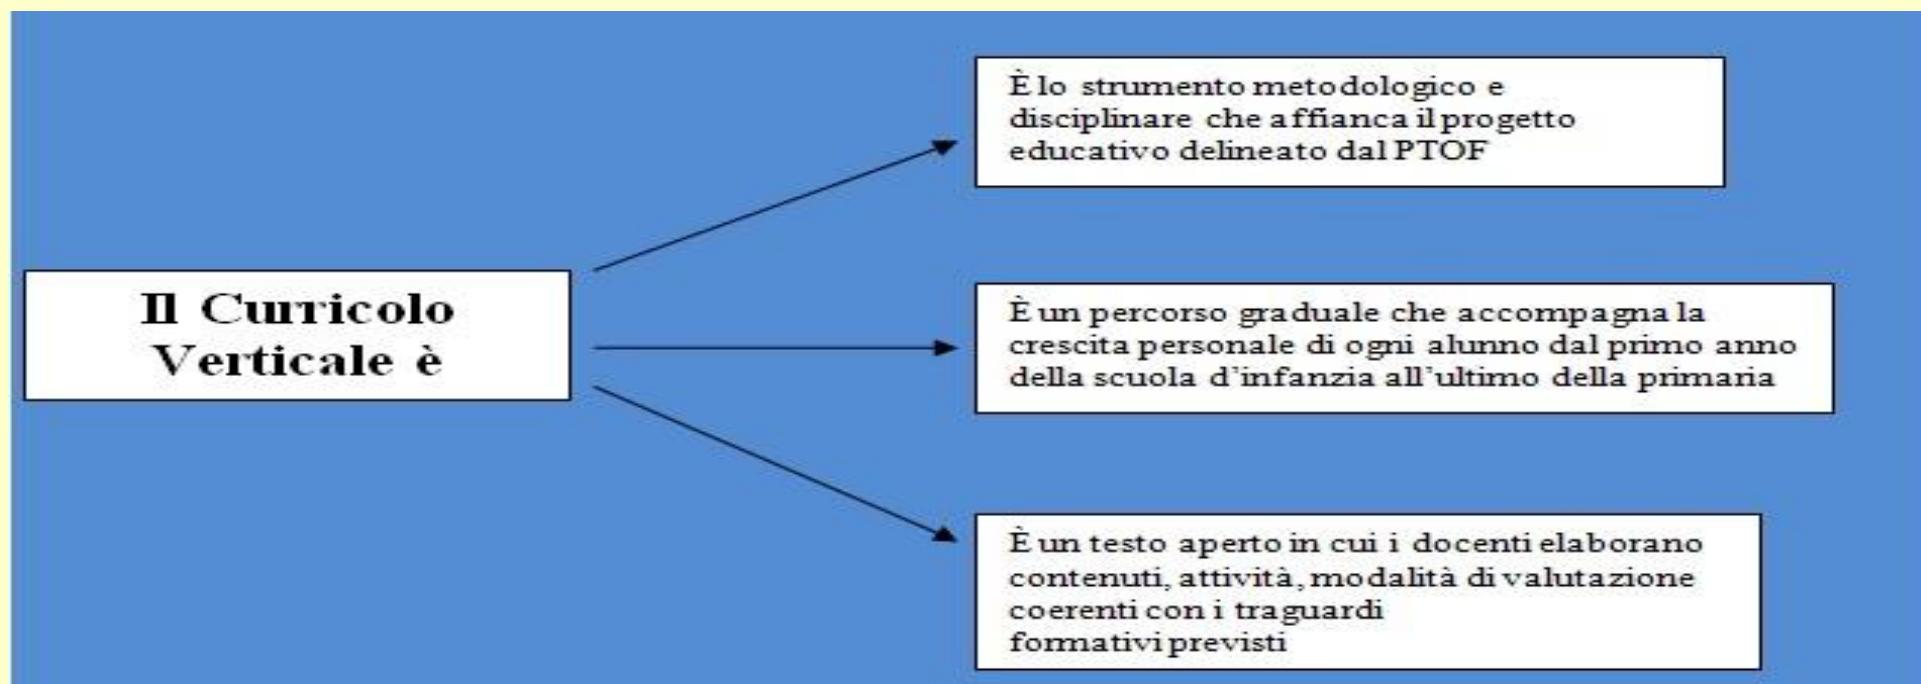 Il Curricolo
Verticale è
È lo strumento metodologico e
disciplinare che affianca il progetto
educativo delineato dal PTOF
È un percorso graduale che accompagna la
crescita personale di ogni alunno dal primo anno
della scuola d'infanzia all'ultimo della primaria
È un testo aperto in cui i docenti elaborano
contenuti, attività, modalità di valutazione
coerenti con i traguardi
formativi previsti